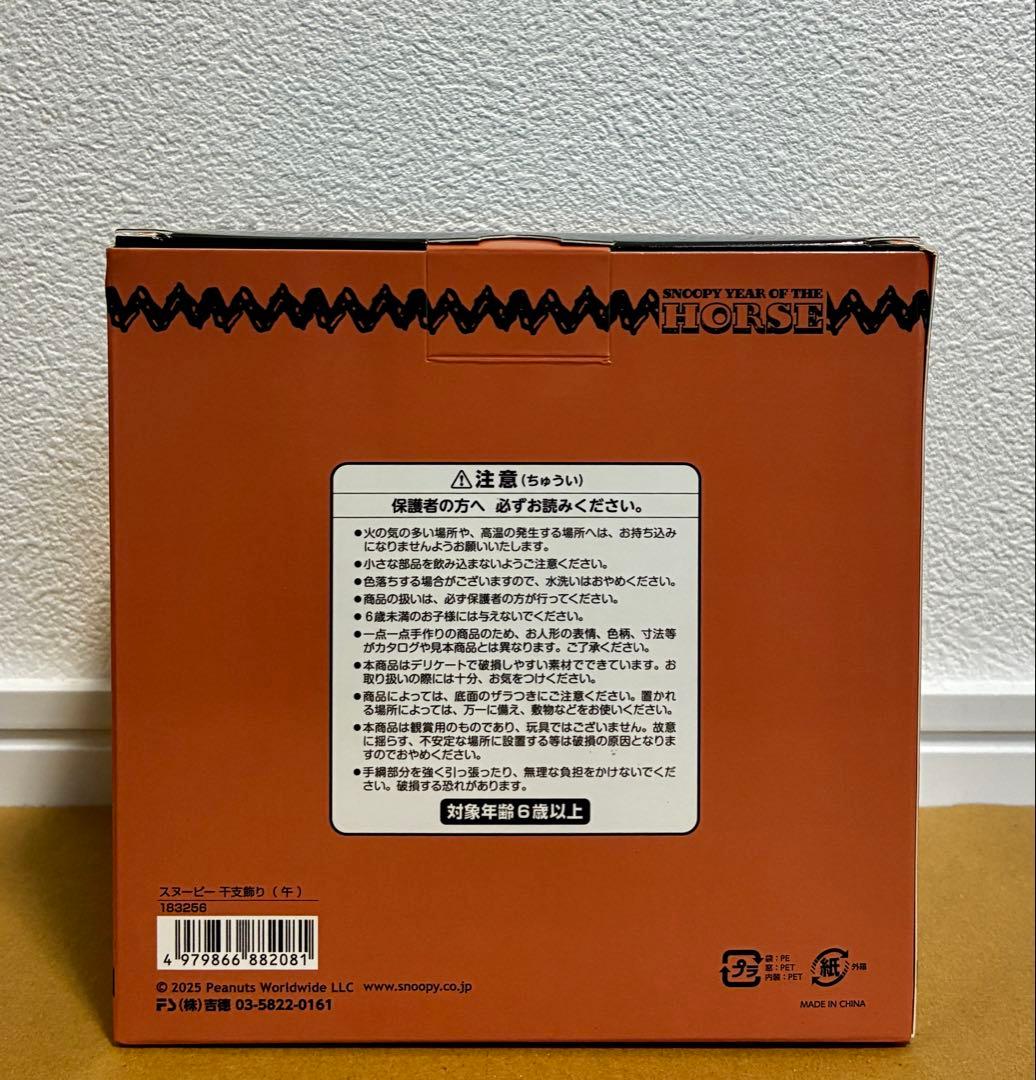 SNOOPY YEAR OF THE
HORSE
⚠注意(ちゅうい)
保護者の方へ 必ずお読みください。
●火の気の多い場所や、高温の発生する場所へは、お持ち込み
になりませんようお願いいたします。
●小さな部品を飲み込まないようご注意ください。
●色落ちする場合がございますので、水洗いはおやめください。
●商品の扱いは、必ず保護者の方が行ってください。
●6歳未満のお子様には与えないでください。
●一点一点手作りの商品のため、お人形の表情、色柄、寸法等
がカタログや見本商品とは異なります。ご了承ください。
●本商品はデリケートで破損しやすい素材でできています。お
取り扱いの際には十分、お気をつけください。
●商品によっては、底面のザラつきにご注意ください。置かれ
る場所によっては、万一に備え、敷物などをお使いください。
●本商品は観賞用のものであり、玩具ではございません。故意
に揺らす、不安定な場所に設置する等は破損の原因となりま
すのでおやめください。
●手綱部分を強く引っ張ったり、無理な負担をかけないでくだ
さい。破損する恐れがあります。
対象年齢6歳以上
スヌーピー 干支飾り(午)
183256
4 979866 882081
© 2025 Peanuts Worldwide LLC www.snoopy.co.jp
(株)吉徳 03-5822-0161
プラ
袋:PE
窓:PET
内装:PET
紙
外箱
MADE IN CHINA